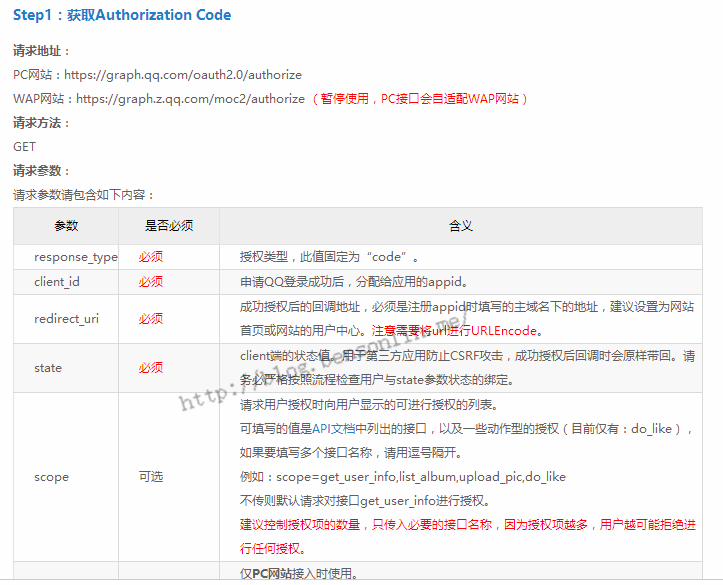 Step1：获取Authorization Code
请求地址：
PC网站：https://graph.qq.com/oauth2.0/authorize
WAP网站：https://graph.z.qq.com/moc2/authorize （暂停使用，PC接口会自适配WAP网站）
请求方法：
GET
请求参数：
请求参数请包含如下内容：
参数 是否必须 含义
response_type 必须 授权类型，此值固定为“code”。
client_id 必须 申请QQ登录成功后，分配给应用的appid。
redirect_uri 必须 成功授权后的回调地址，必须是注册appid时填写的主域名下的地址，建议设置为网站
首页或网站的用户中心。注意需要将url进行URLEncode。
state 必须 client端的状态值。用于第三方应用防止CSRF攻击，成功授权后回调时会原样带回。请
务必严格按照流程检查用户与state参数状态的绑定。
scope 可选 请求用户授权时向用户显示的可进行授权的列表。
可填写的值是API文档中列出的接口，以及一些动作型的授权（目前仅有：do_like），
如果要填写多个接口名称，请用逗号隔开。
例如：scope=get_user_info,list_album,upload_pic,do_like
不传则默认请求对接口get_user_info进行授权。
建议控制授权项的数量，只传入必要的接口名称，因为授权项越多，用户越可能拒绝进
行任何授权。
仅PC网站接入时使用。
http://blog.bensonlin.me/